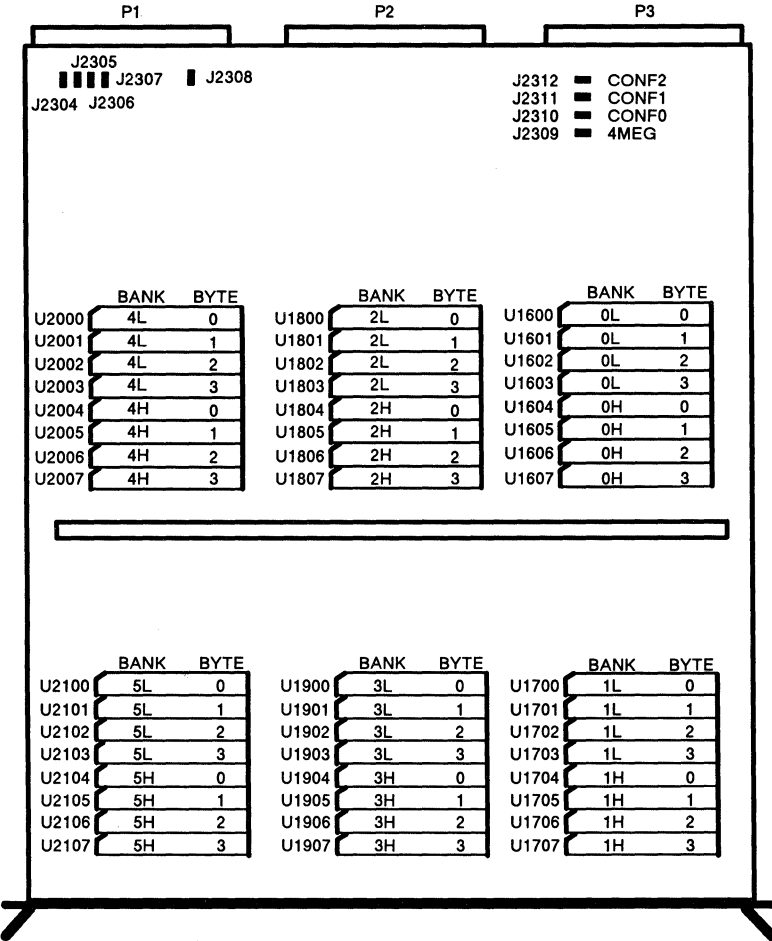 P1 P2 P3
J2305
J2307 J2308
J2304 J2306
J2312 CONF2
J2311 CONF1
J2310 CONF0
J2309 4MEG
BANK BYTE
U2000 4L 0
U2001 4L 1
U2002 4L 2
U2003 4L 3
U2004 4H 0
U2005 4H 1
U2006 4H 2
U2007 4H 3
BANK BYTE
U1800 2L 0
U1801 2L 1
U1802 2L 2
U1803 2L 3
U1804 2H 0
U1805 2H 1
U1806 2H 2
U1807 2H 3
BANK BYTE
U1600 0L 0
U1601 0L 1
U1602 0L 2
U1603 0L 3
U1604 0H 0
U1605 0H 1
U1606 0H 2
U1607 0H 3
BANK BYTE
U2100 5L 0
U2101 5L 1
U2102 5L 2
U2103 5L 3
U2104 5H 0
U2105 5H 1
U2106 5H 2
U2107 5H 3
BANK BYTE
U1900 3L 0
U1901 3L 1
U1902 3L 2
U1903 3L 3
U1904 3H 0
U1905 3H 1
U1906 3H 2
U1907 3H 3
BANK BYTE
U1700 1L 0
U1701 1L 1
U1702 1L 2
U1703 1L 3
U1704 1H 0
U1705 1H 1
U1706 1H 2
U1707 1H 3